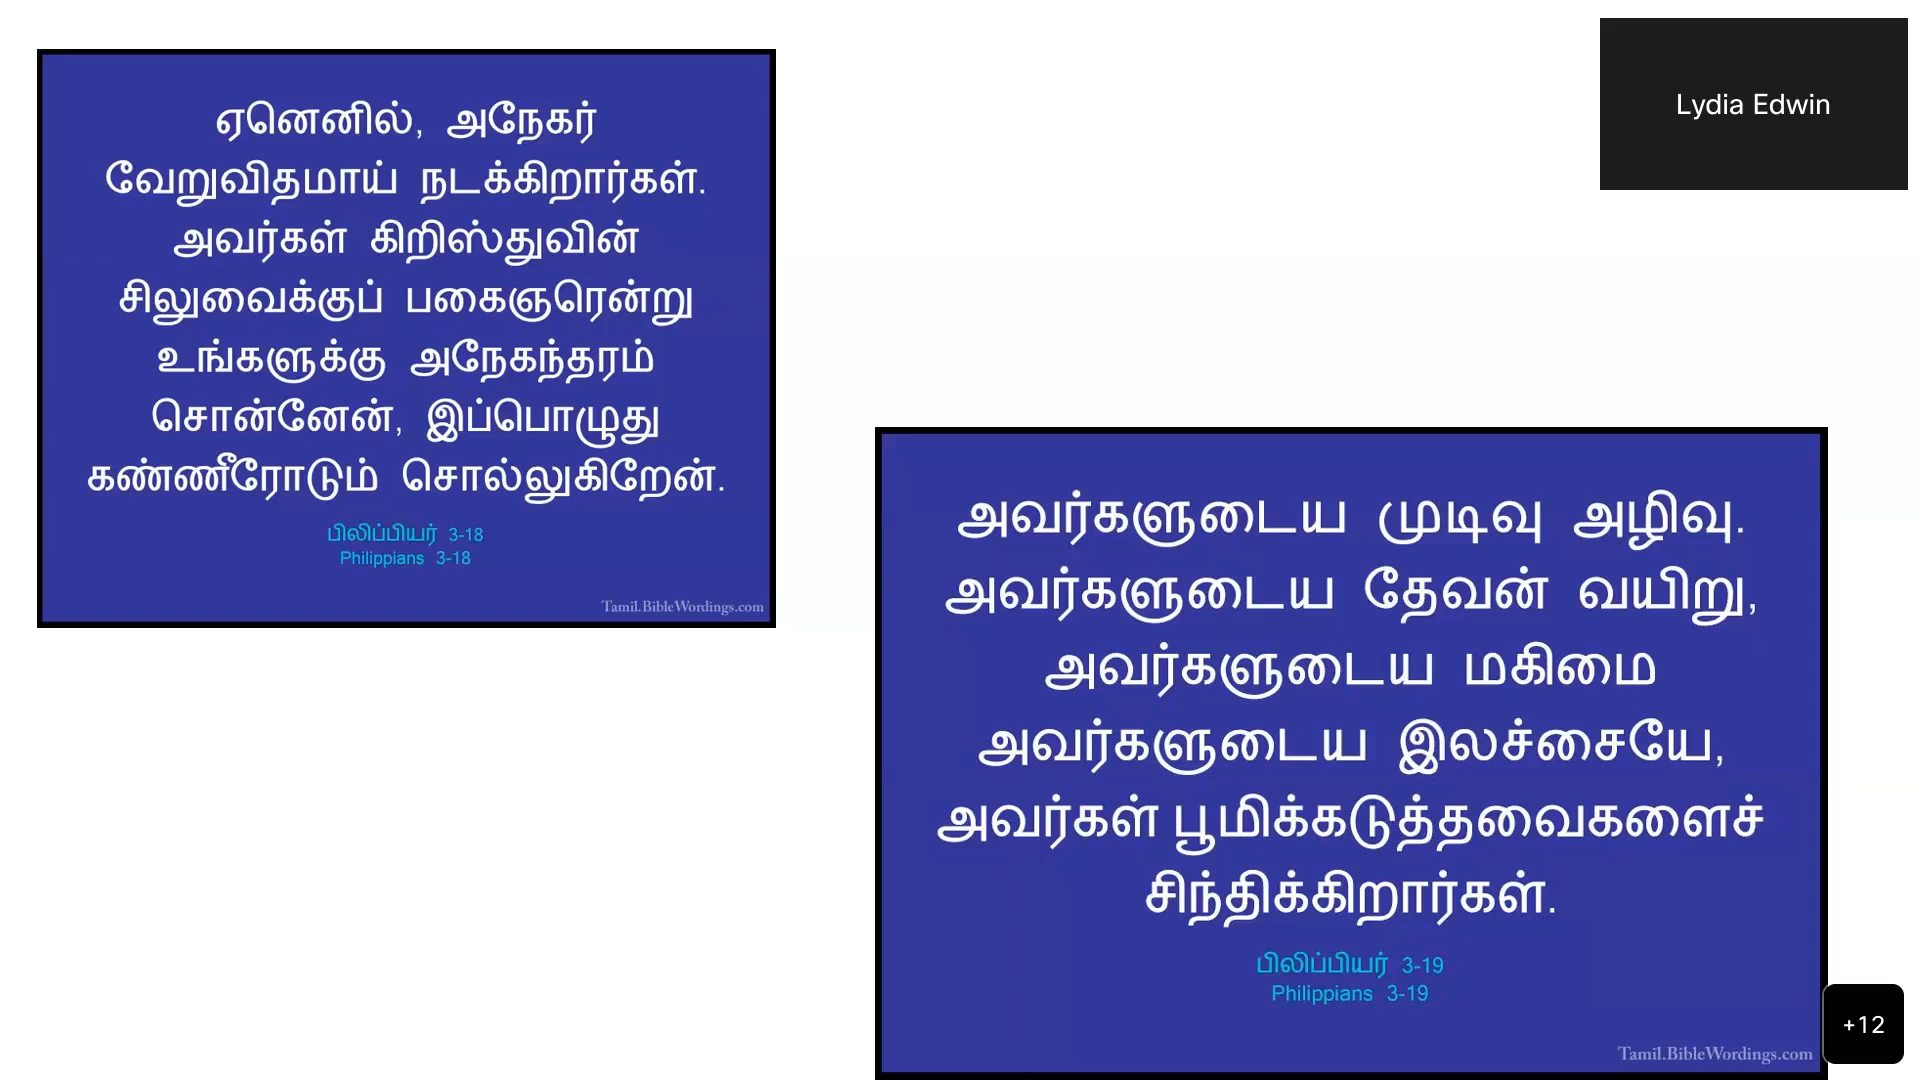 ஏனெனில், அநேகர்
வேறுவிதமாய் நடக்கிறார்கள்.
அவர்கள் கிறிஸ்துவின்
சிலுவைக்குப் பகைஞரென்று
உங்களுக்கு அநேகந்தரம்
சொன்னேன், இப்பொழுது
கண்ணீரோடும் சொல்லுகிறேன்.
பிலிப்பியர் 3-18
Philippians 3-18
Tamil.BibleWordings.com
Lydia Edwin
அவர்களுடைய முடிவு அழிவு.
அவர்களுடைய தேவன் வயிறு,
அவர்களுடைய மகிமை
அவர்களுடைய இலச்சையே,
அவர்கள் பூமிக்கடுத்தவைகளைச்
சிந்திக்கிறார்கள்.
பிலிப்பியர் 3-19
Philippians 3-19
Tamil.BibleWordings.com
+12